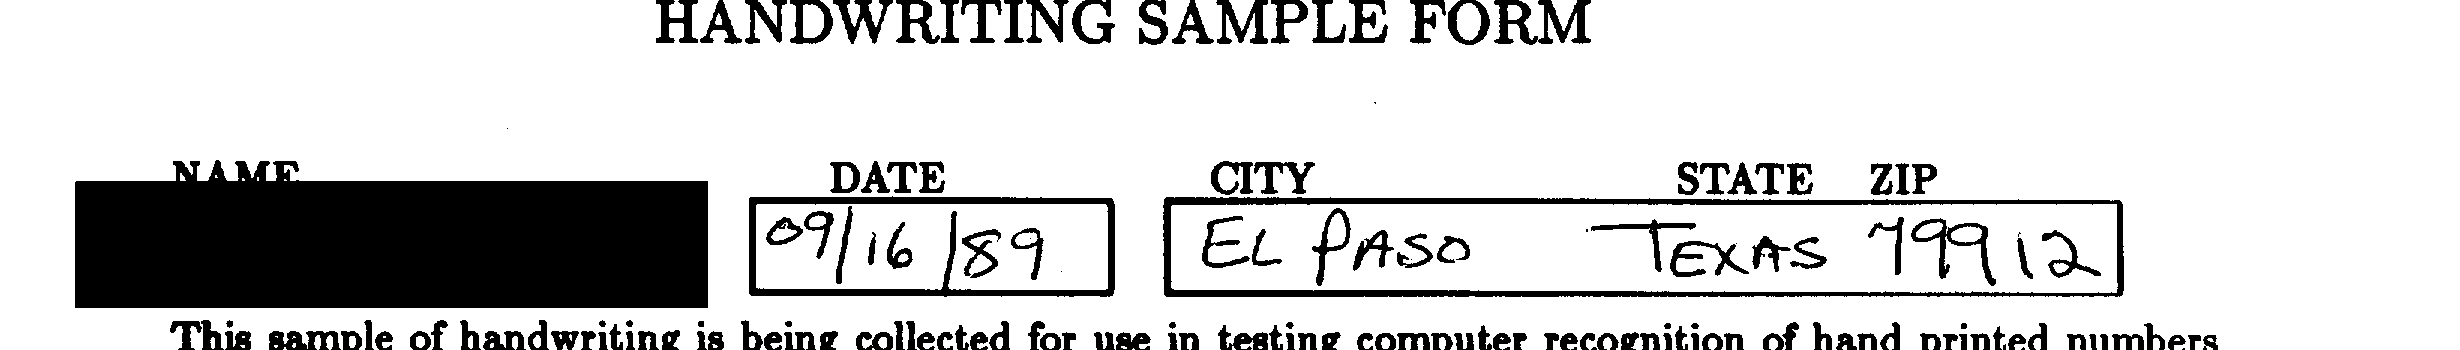 HANDWRITING SAMPLE FORM
NAME DATE CITY STATE ZIP
09/16/89 EL PASO TEXAS 79912
This sample of handwriting is being collected for use in testing computer recognition of hand printed numbers